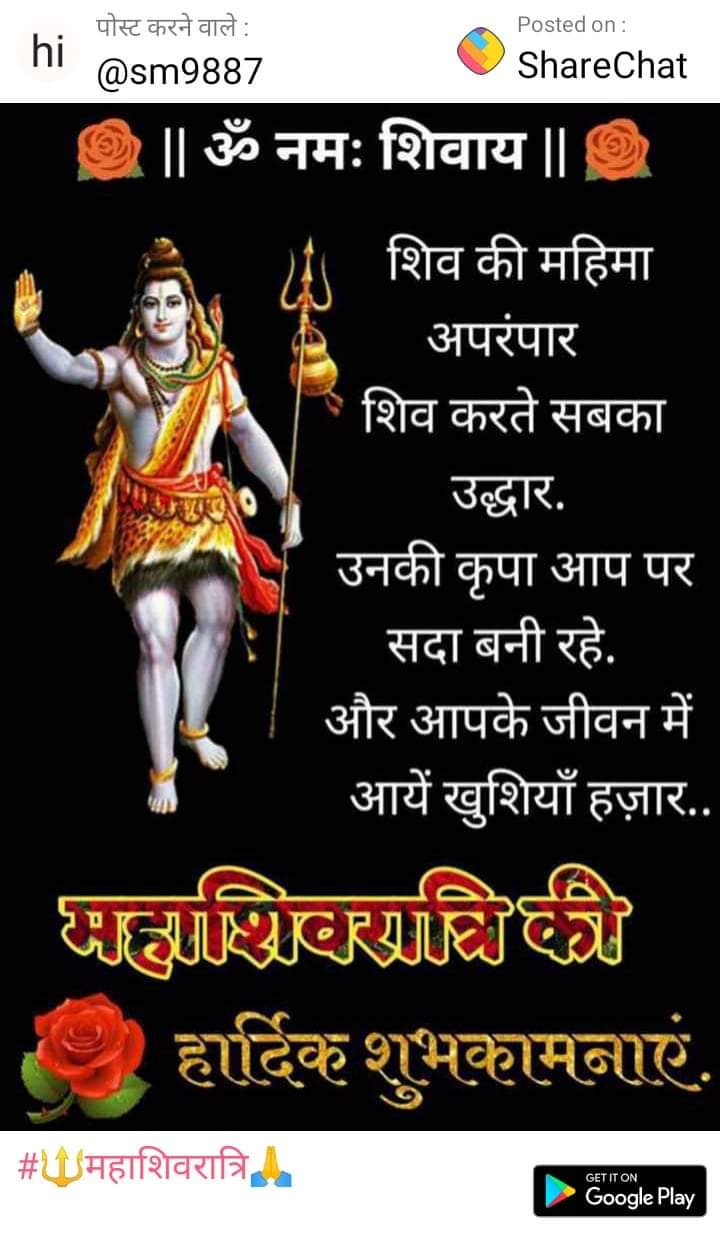 hi
पोस्ट करने वाले :
@sm9887
Posted on :
ShareChat
|| ॐ नमः शिवाय ||
शिव की महिमा
अपरंपार
शिव करते सबका
उद्धार.
उनकी कृपा आप पर
सदा बनी रहे.
और आपके जीवन में
आयें खुशियाँ हज़ार..
महाशिवरात्रि की
हार्दिक शुभकामनाएं.
#🔱महाशिवरात्रि🙏
GET IT ON
Google Play